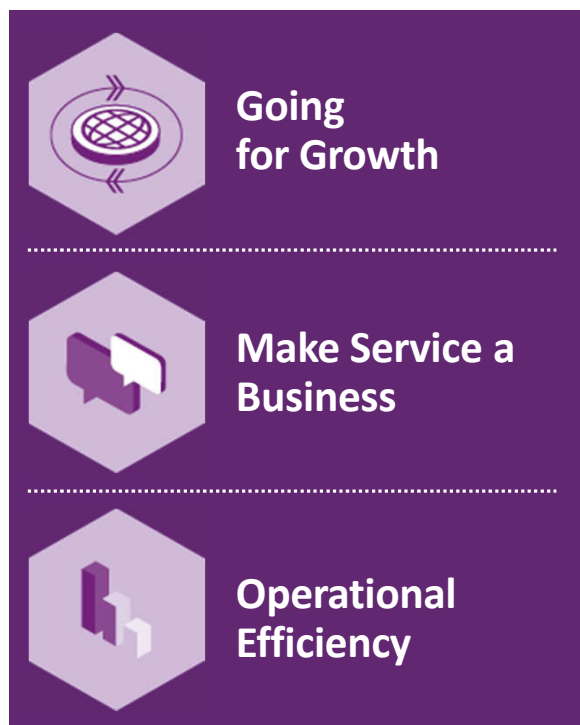 Going
for Growth
Make Service a
Business
Operational
Efficiency